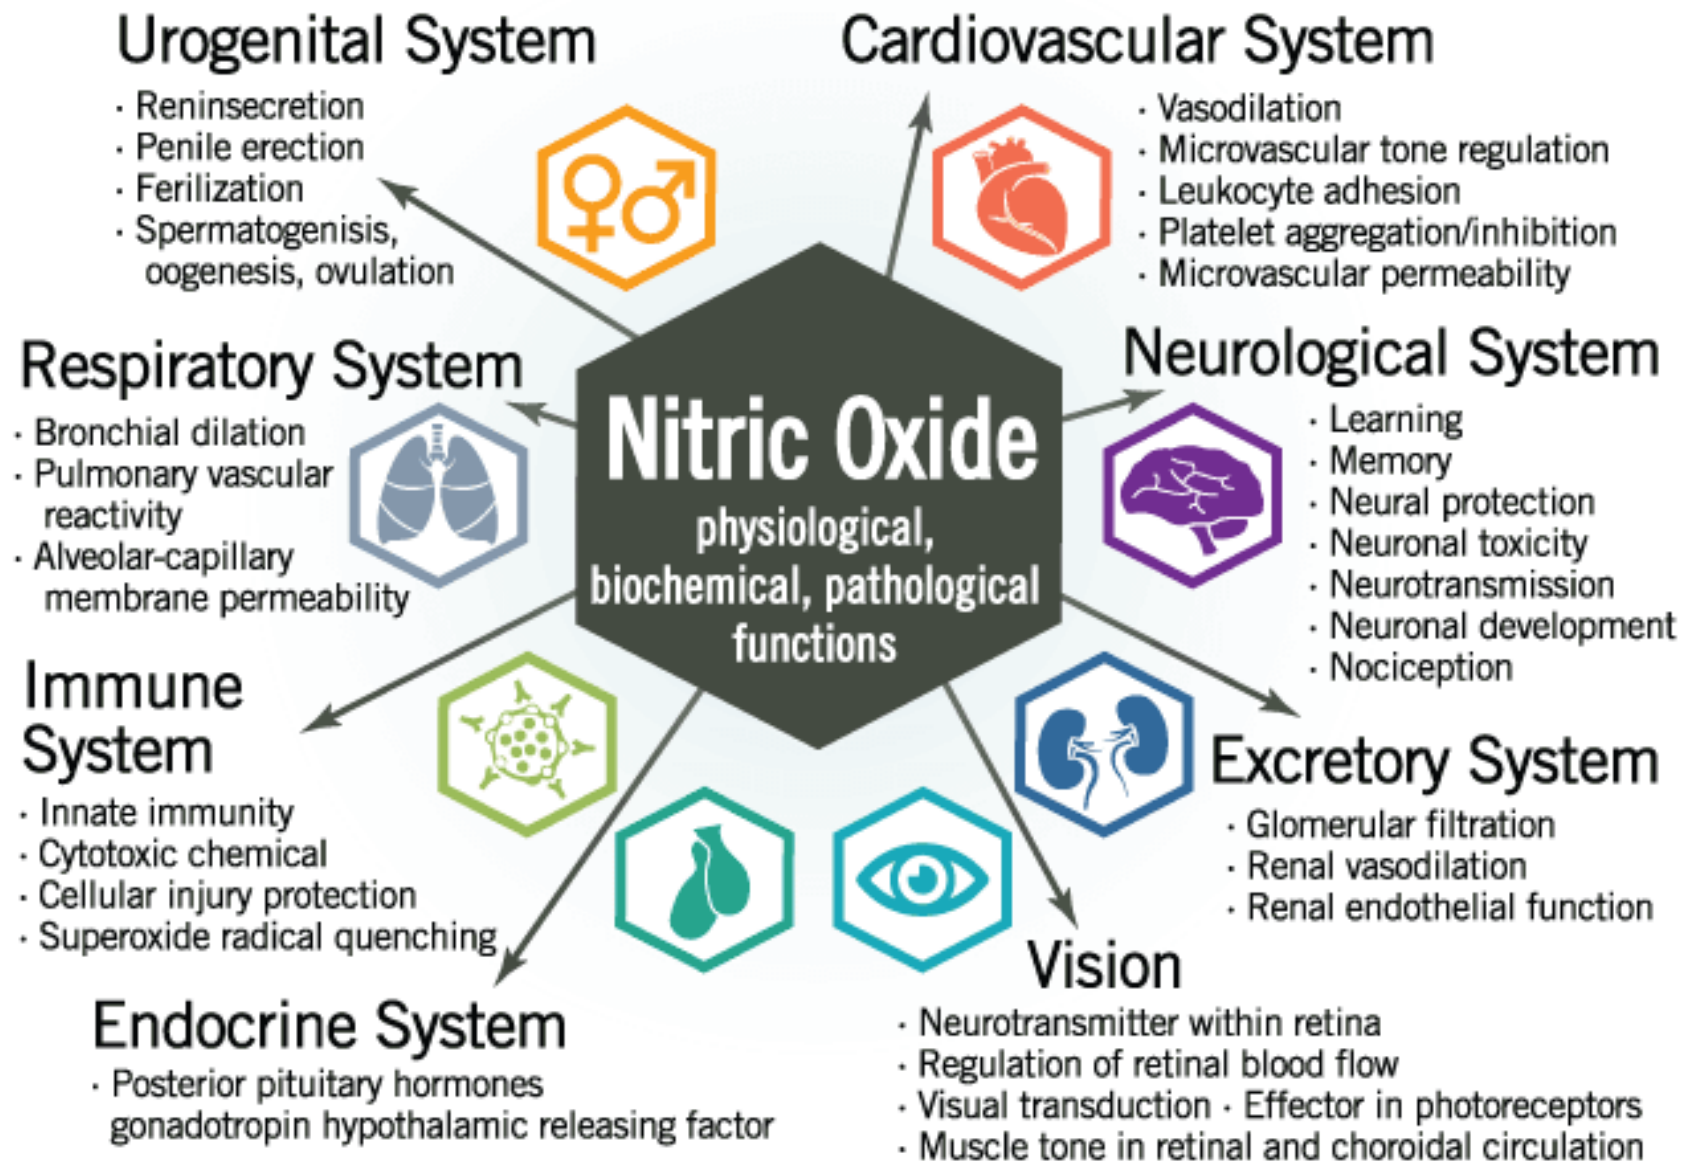 Urogenital System
· Reninsecretion
· Penile erection
· Ferilization
· Spermatogenisis,
oogenesis, ovulation
Cardiovascular System
· Vasodilation
· Microvascular tone regulation
· Leukocyte adhesion
· Platelet aggregation/inhibition
· Microvascular permeability
Respiratory System
· Bronchial dilation
· Pulmonary vascular
reactivity
· Alveolar-capillary
membrane permeability
Nitric Oxide
physiological,
biochemical, pathological
functions
Neurological System
· Learning
· Memory
· Neural protection
· Neuronal toxicity
· Neurotransmission
· Neuronal development
· Nociception
Immune
System
· Innate immunity
· Cytotoxic chemical
· Cellular injury protection
· Superoxide radical quenching
Excretory System
· Glomerular filtration
· Renal vasodilation
· Renal endothelial function
Endocrine System
· Posterior pituitary hormones
gonadotropin hypothalamic releasing factor
Vision
· Neurotransmitter within retina
· Regulation of retinal blood flow
· Visual transduction · Effector in photoreceptors
· Muscle tone in retinal and choroidal circulation